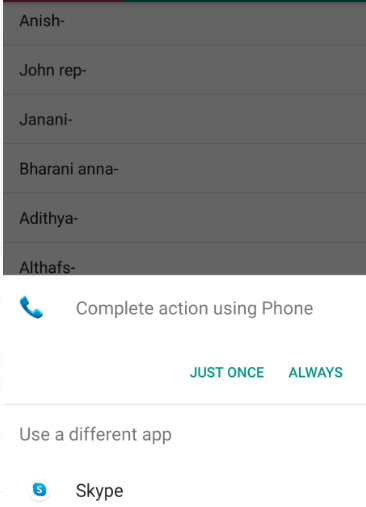 Anish-
John rep-
Janani-
Bharani anna-
Adithya-
Althafs-
Complete action using Phone
JUST ONCE ALWAYS
Use a different app
Skype